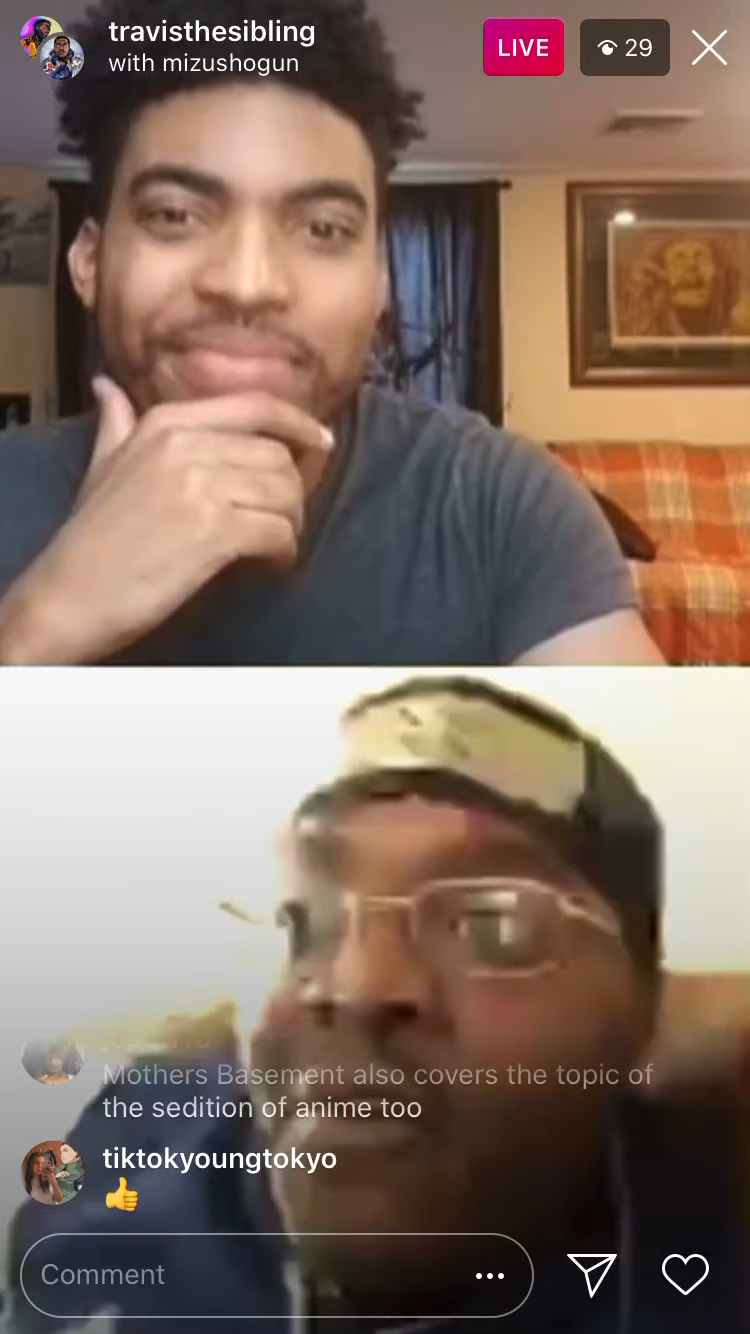 travisthesibling
with mizushogun
LIVE
29
Mothers Basement also covers the topic of
the sedition of anime too
tiktokyoungtokyo
👍
Comment